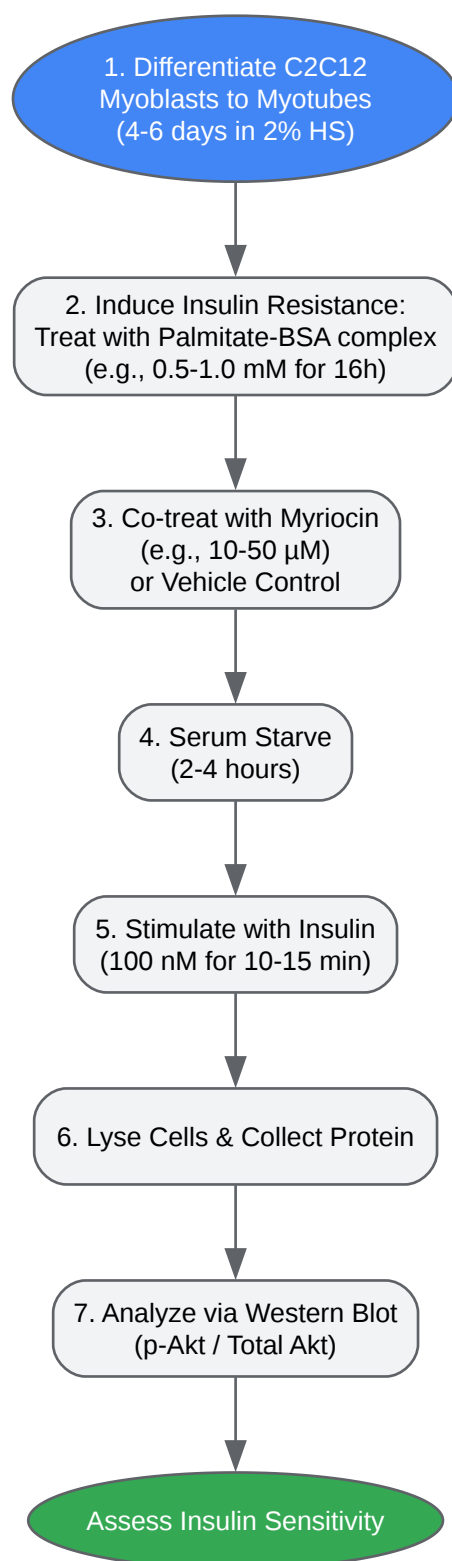 1. Differentiate C2C12
Myoblasts to Myotubes
(4-6 days in 2% HS)
2. Induce Insulin Resistance:
Treat with Palmitate-BSA complex
(e.g., 0.5-1.0 mM for 16h)
3. Co-treat with Myriocin
(e.g., 10-50 µM)
or Vehicle Control
4. Serum Starve
(2-4 hours)
5. Stimulate with Insulin
(100 nM for 10-15 min)
6. Lyse Cells & Collect Protein
7. Analyze via Western Blot
(p-Akt / Total Akt)
Assess Insulin Sensitivity